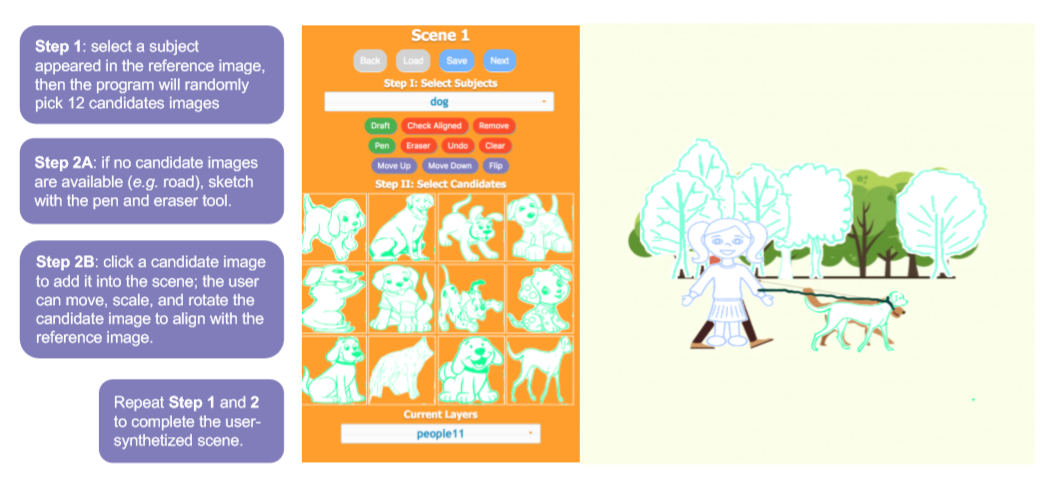 Step 1: select a subject
appeared in the reference image,
then the program will randomly
pick 12 candidates images
Step 2A: if no candidate images
are available (e.g. road), sketch
with the pen and eraser tool.
Step 2B: click a candidate image
to add it into the scene; the user
can move, scale, and rotate the
candidate image to align with the
reference image.
Repeat Step 1 and 2
to complete the user-
synthetized scene.
Scene 1
Back Load Save Next
Step I: Select Subjects
dog
Draft Check Aligned Remove
Pen Eraser Undo Clear
Move Up Move Down Flip
Step II: Select Candidates
Current Layers
people11